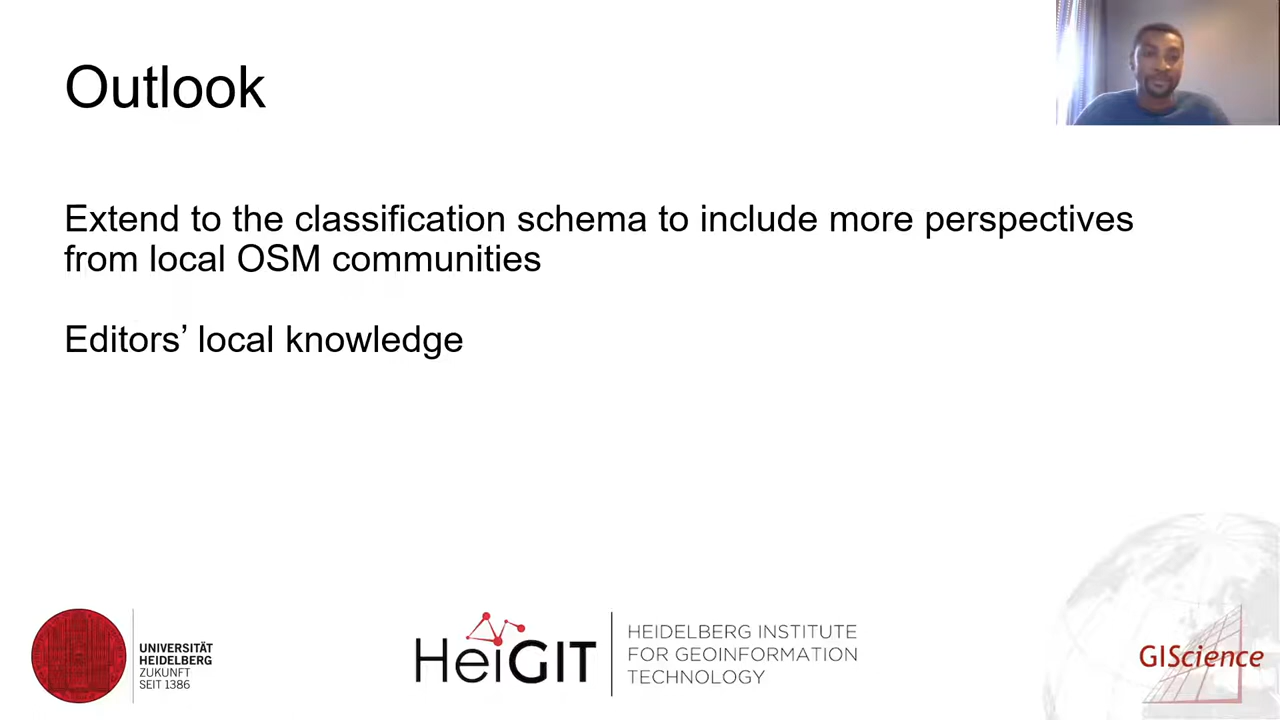 Outlook
Extend to the classification schema to include more perspectives
from local OSM communities
Editors’ local knowledge
UNIVERSITÄT
HEIDELBERG
ZUKUNFT
SEIT 1386
HeiGIT
HEIDELBERG INSTITUTE
FOR GEOINFORMATION
TECHNOLOGY
GIScience